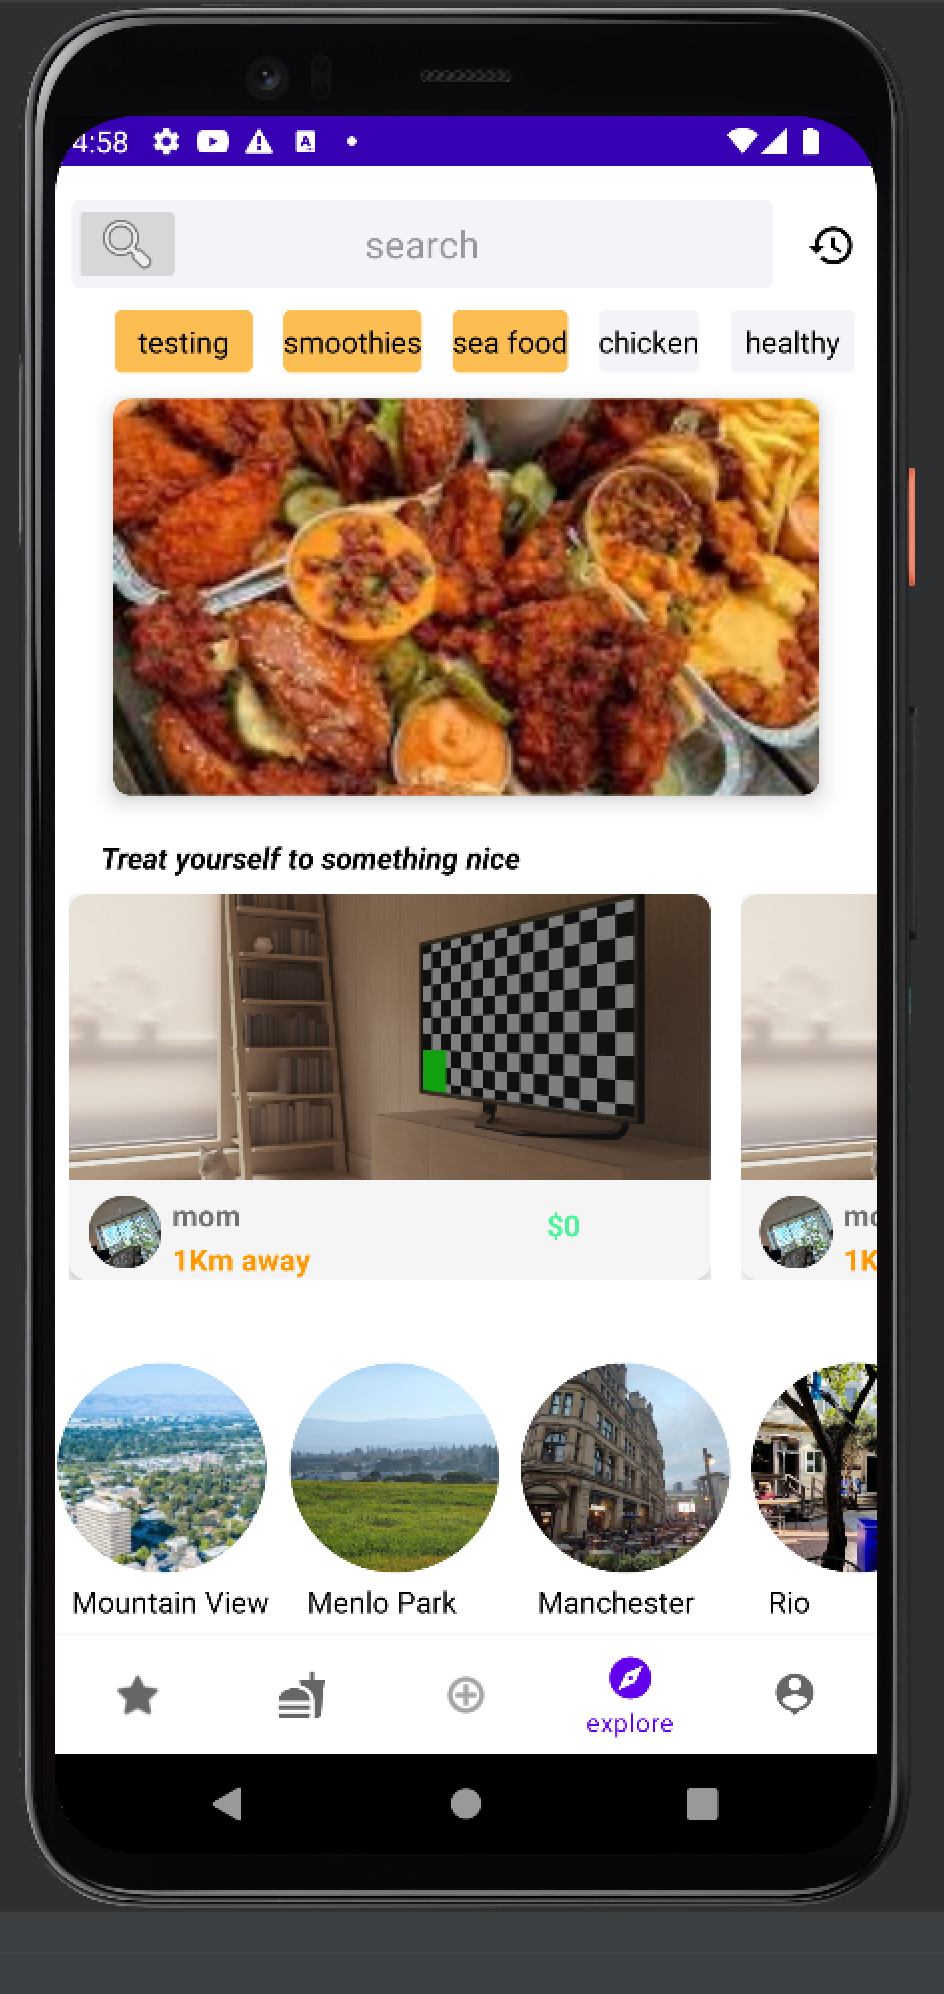 4:58
search
testing smoothies sea food chicken healthy
Treat yourself to something nice
mom
$0
1Km away
mo
1K
Mountain View Menlo Park Manchester Rio
explore